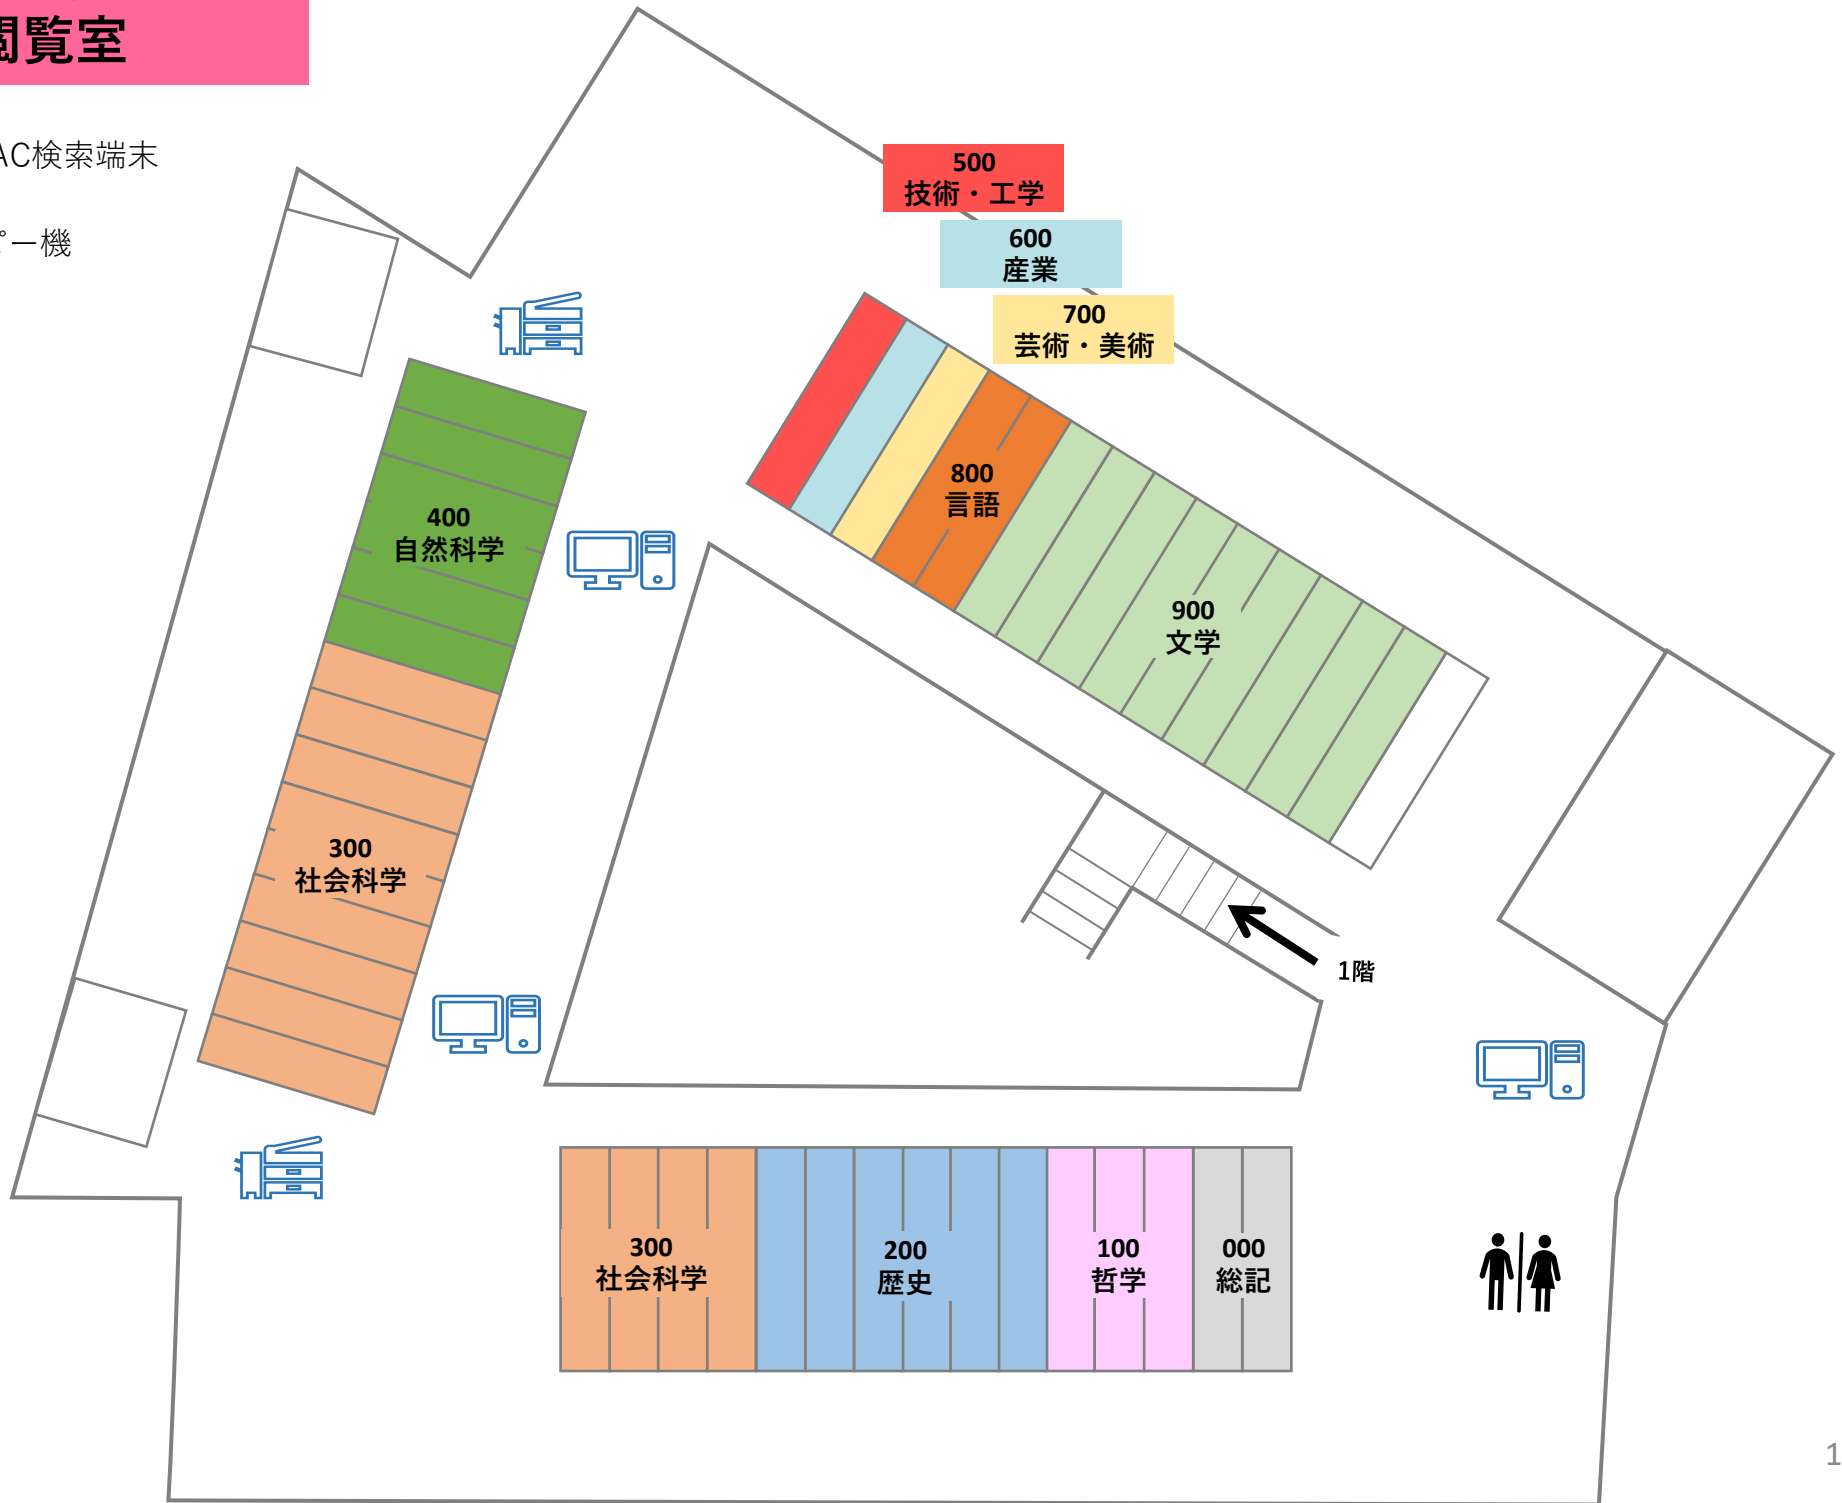 閲覧室
AC検索端末
ピー機
500
技術・工学
600
産業
700
芸術・美術
800
言語
400
自然科学
900
文学
300
社会科学
1階
300
社会科学
200
歴史
100
哲学
000
総記
1